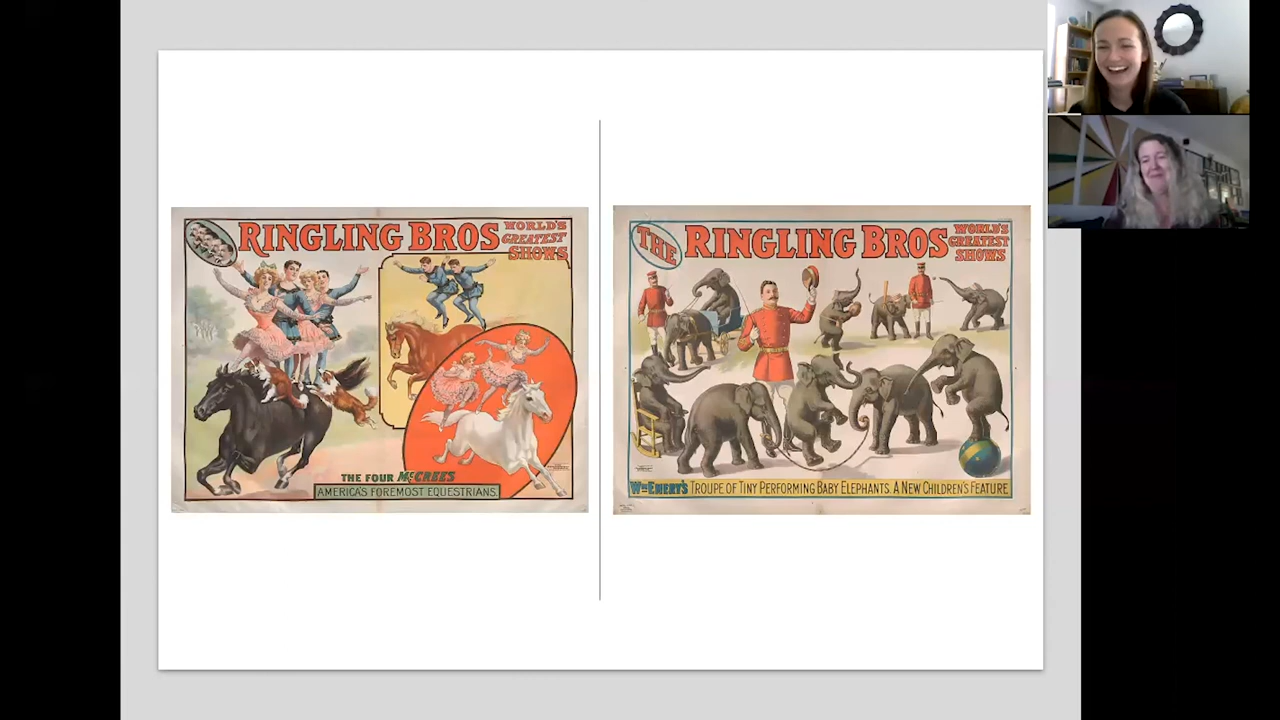 RINGLING BROS
WORLD'S
GREATEST
SHOWS
THE FOUR McCREES
AMERICA'S FOREMOST EQUESTRIANS.
THE RINGLING BROS
WORLD'S
GREATEST
SHOWS
Wm EMERY'S TROUPE OF TINY PERFORMING BABY ELEPHANTS. A NEW CHILDREN'S FEATURE